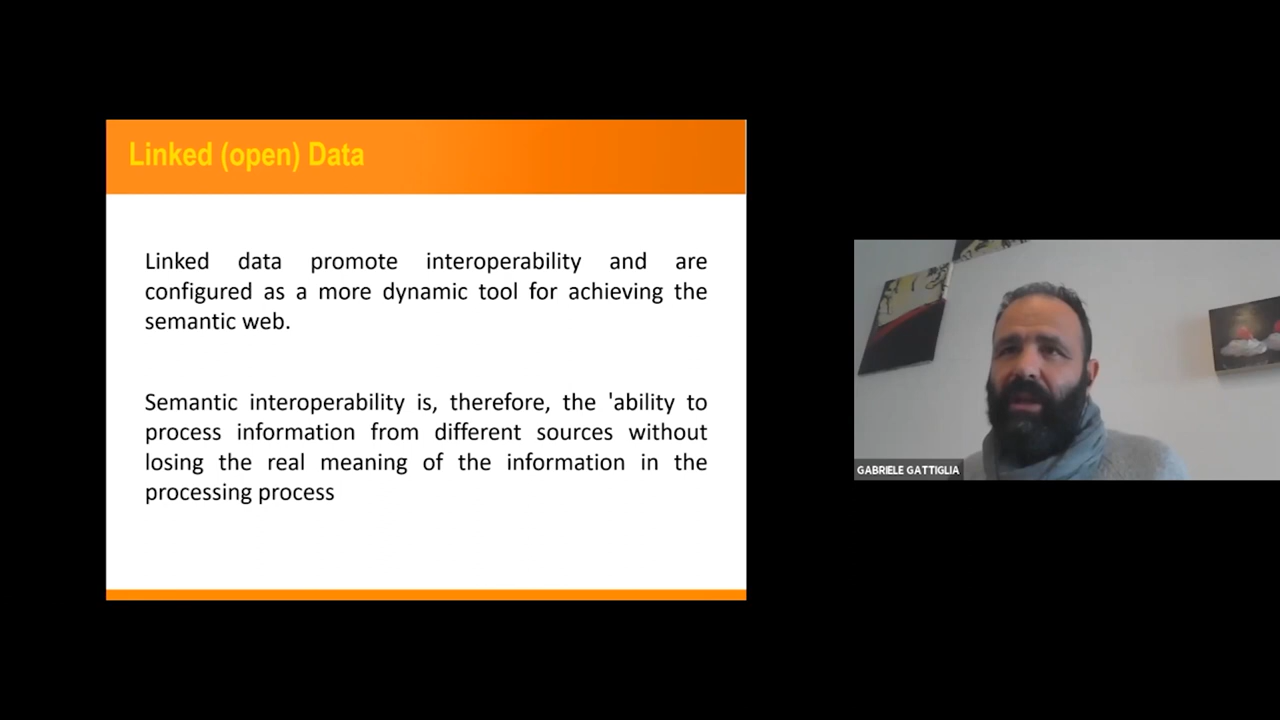 Linked (open) Data
Linked data promote interoperability and are
configured as a more dynamic tool for achieving the
semantic web.
Semantic interoperability is, therefore, the 'ability to
process information from different sources without
losing the real meaning of the information in the
processing process
GABRIELE GATTIGLIA